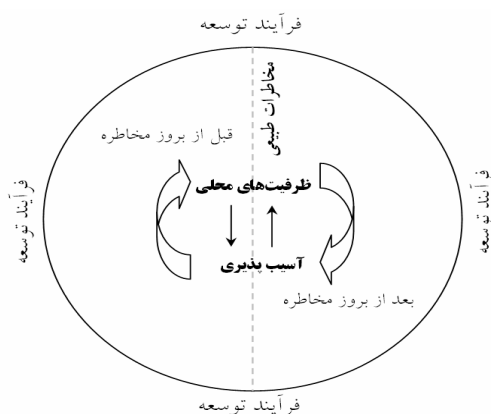 فرآیند توسعه
مخاطرات طبیعی
قبل از بروز مخاطره
ظرفیت‌های محلی
فرآیند توسعه
فرآیند توسعه
آسیب پذیری
بعد از بروز مخاطره
فرآیند توسعه